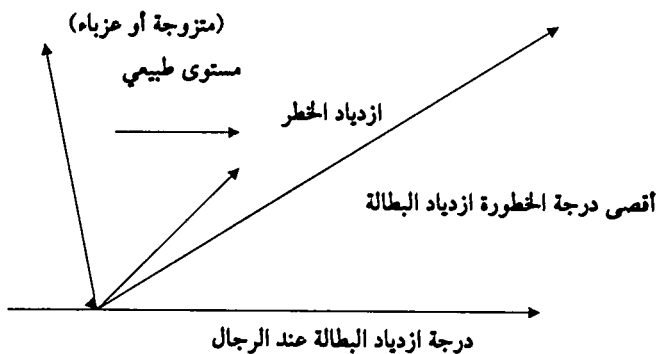 (متزوجة أو عزباء)
مستوى طبيعي
ازدياد الخطر
أقصى درجة الخطورة ازدياد البطالة
درجة ازدياد البطالة عند الرجال